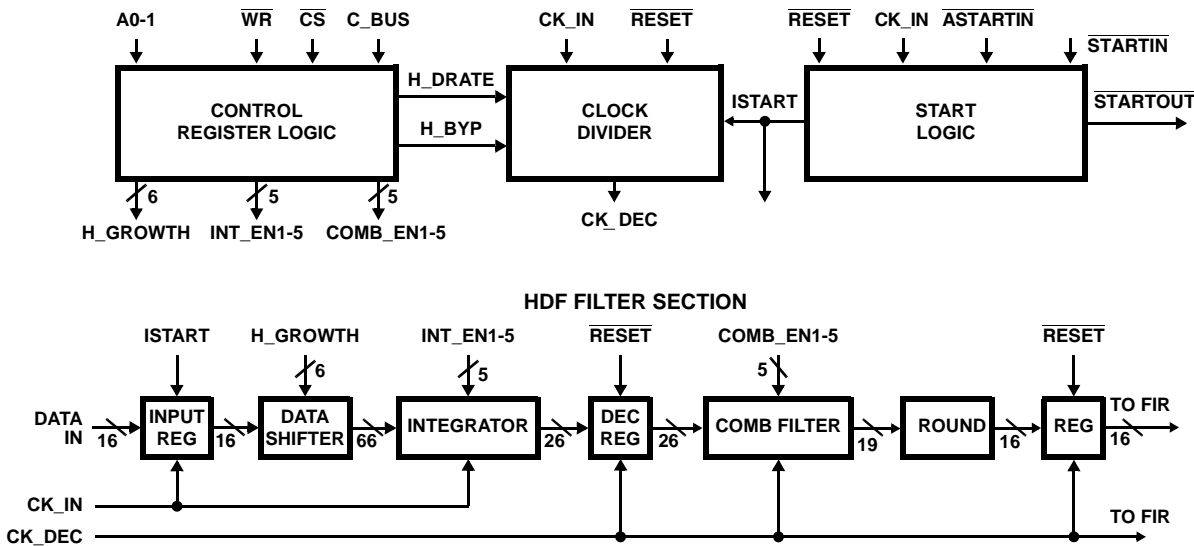 A0-1 WR CS C_BUS CK_IN RESET RESET CK_IN ASTARTIN STARTIN
CONTROL
REGISTER LOGIC
H_DRATE
H_BYP
CLOCK
DIVIDER
ISTART
START
LOGIC
STARTOUT
6 5 5
H_GROWTH INT_EN1-5 COMB_EN1-5
CK_DEC
HDF FILTER SECTION
ISTART H_GROWTH INT_EN1-5 RESET COMB_EN1-5 RESET
6 5 5
DATA
IN
16
INPUT
REG
16
DATA
SHIFTER
66
INTEGRATOR
26
DEC
REG
26
COMB FILTER
19
ROUND
16
REG
TO FIR
16
CK_IN
CK_DEC
TO FIR